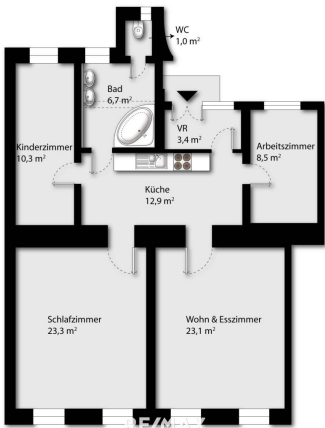 WC
1,0 m²
Bad
6,7 m²
VR
3,4 m²
Kinderzimmer
10,3 m²
Arbeitszimmer
8,5 m²
Küche
12,9 m²
Schlafzimmer
23,3 m²
Wohn & Esszimmer
23,1 m²
RE/MAX